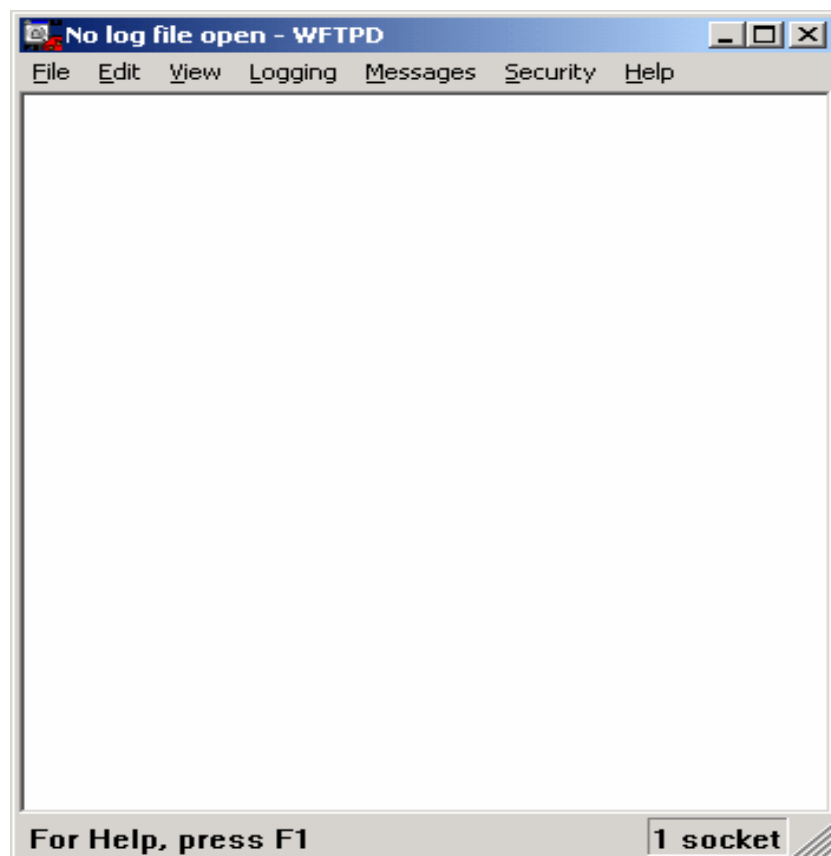 No log file open - WFTPD
File Edit View Logging Messages Security Help
For Help, press F1 1 socket